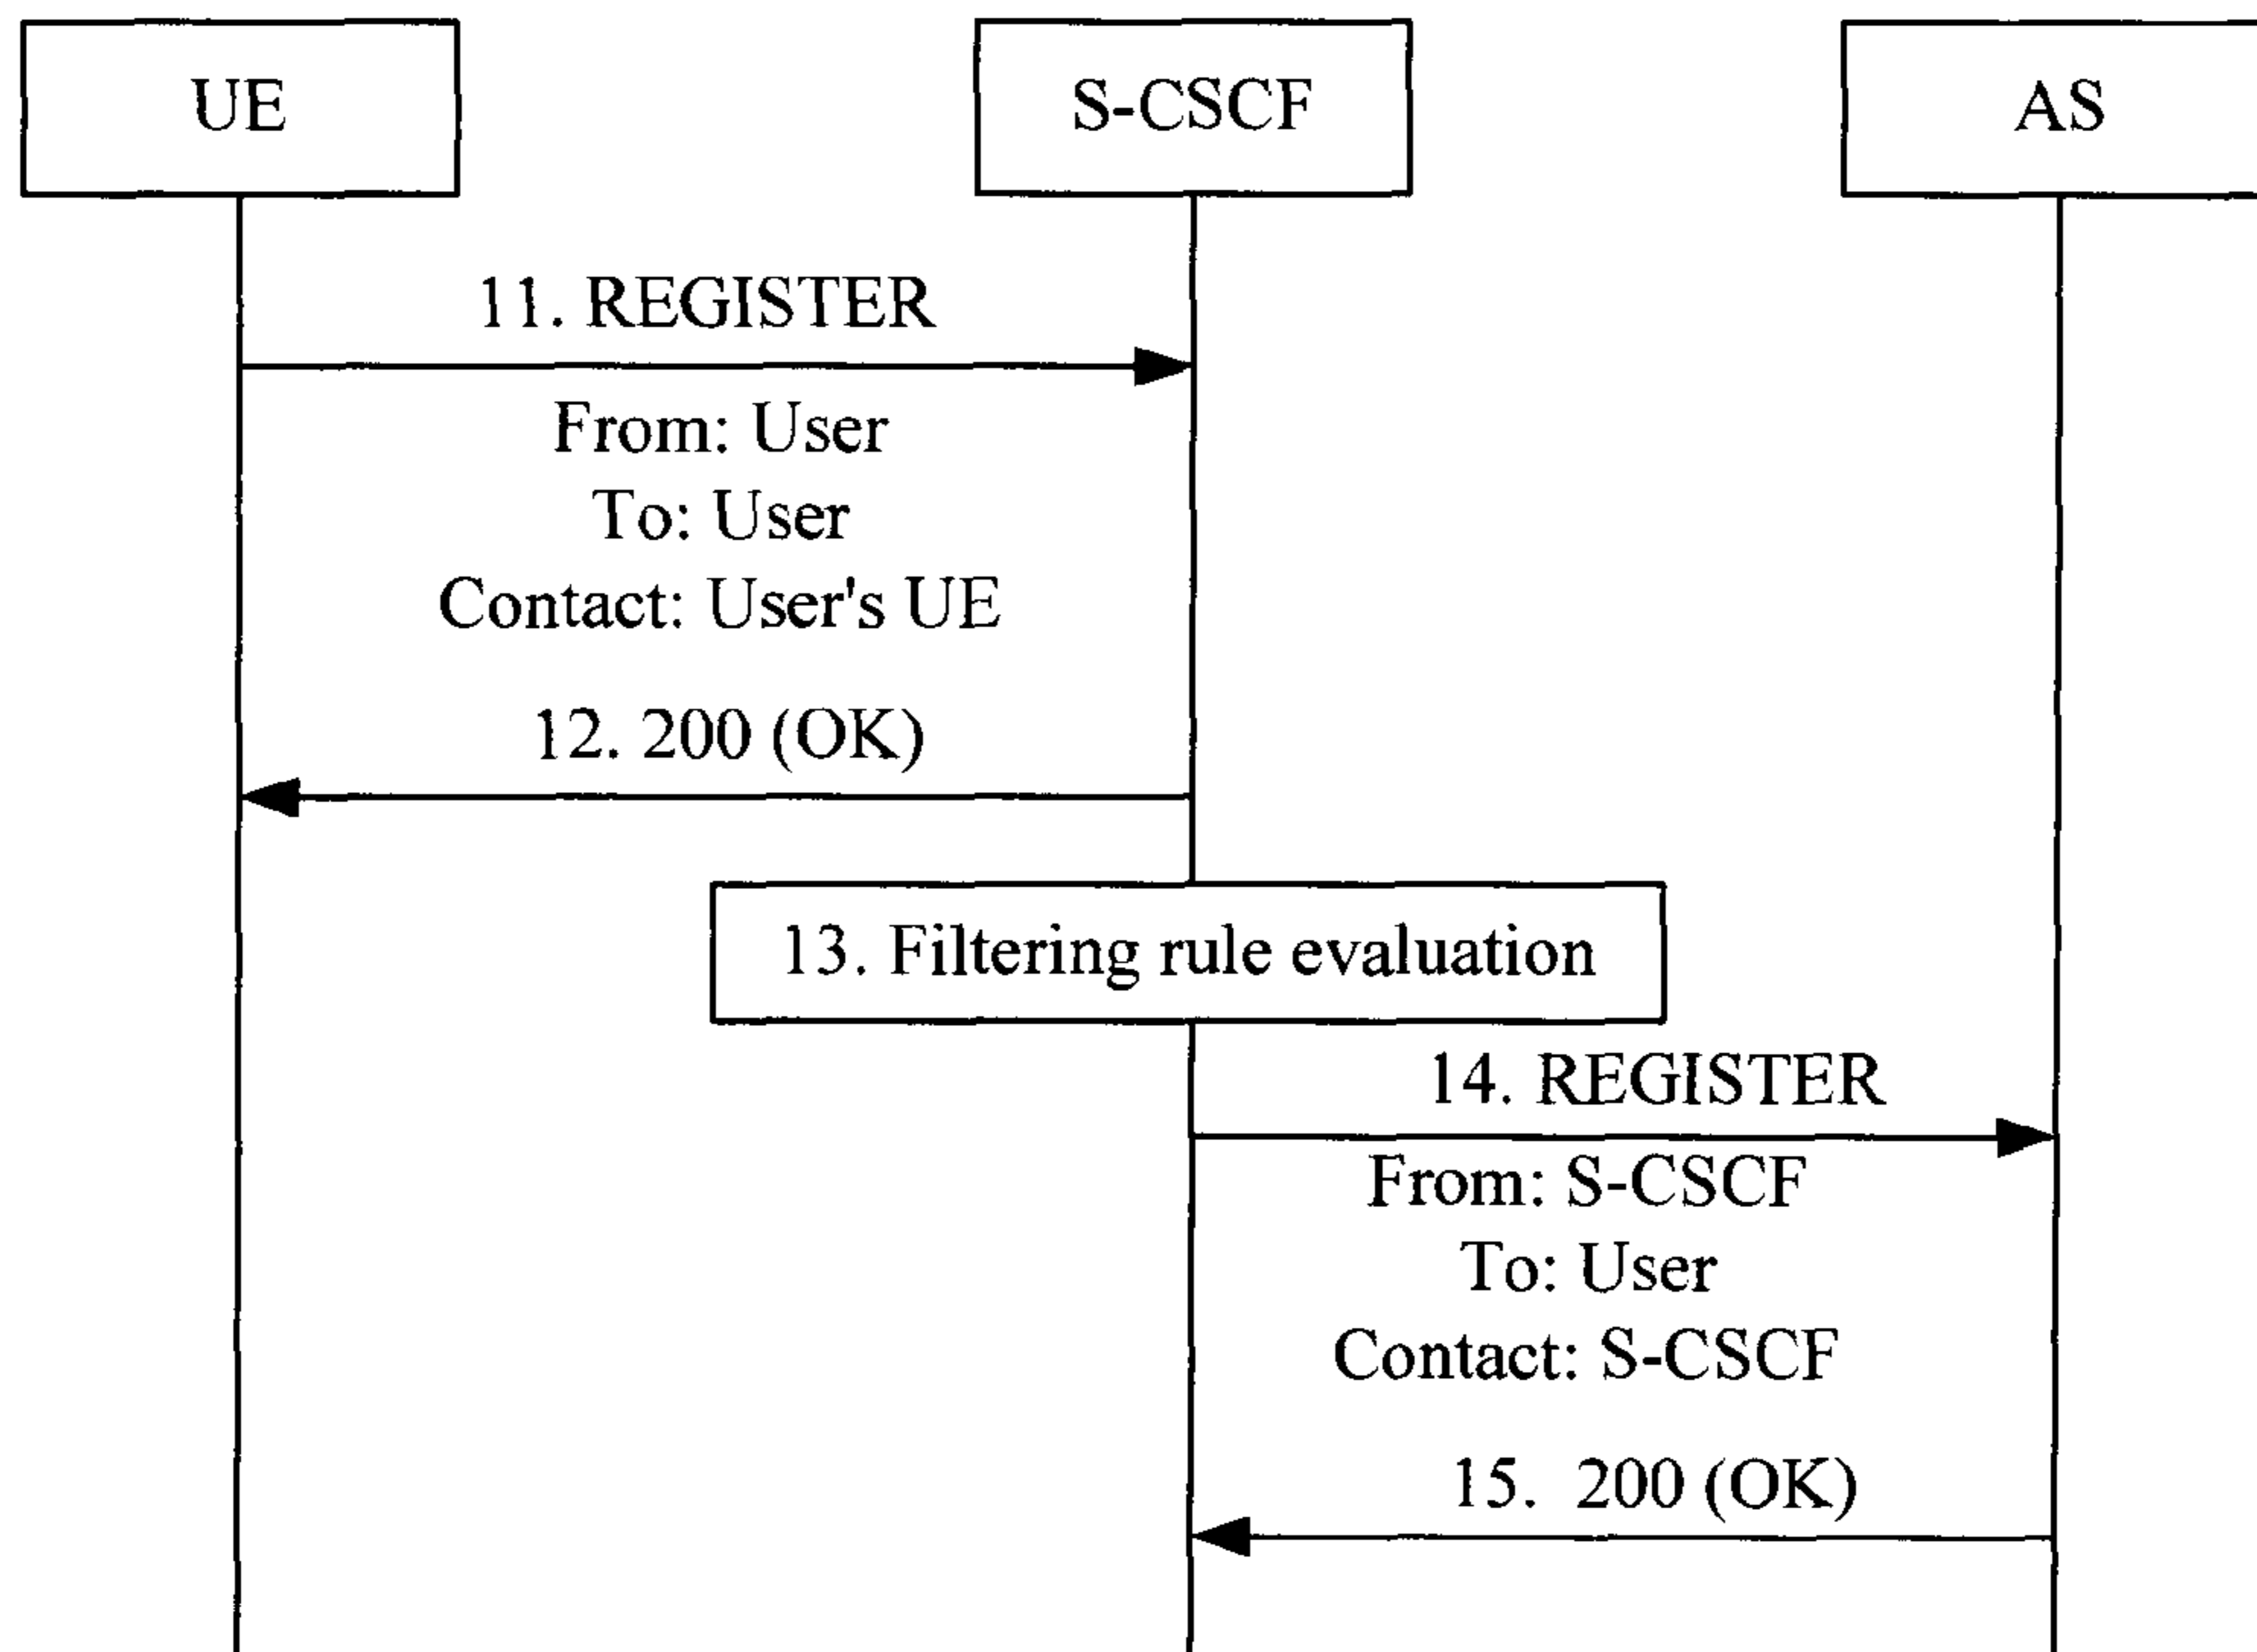 UE
S-CSCF
AS
11. REGISTER
From: User
To: User
Contact: User's UE
12. 200 (OK)
13. Filtering rule evaluation
14. REGISTER
From: S-CSCF
To: User
Contact: S-CSCF
15. 200 (OK)